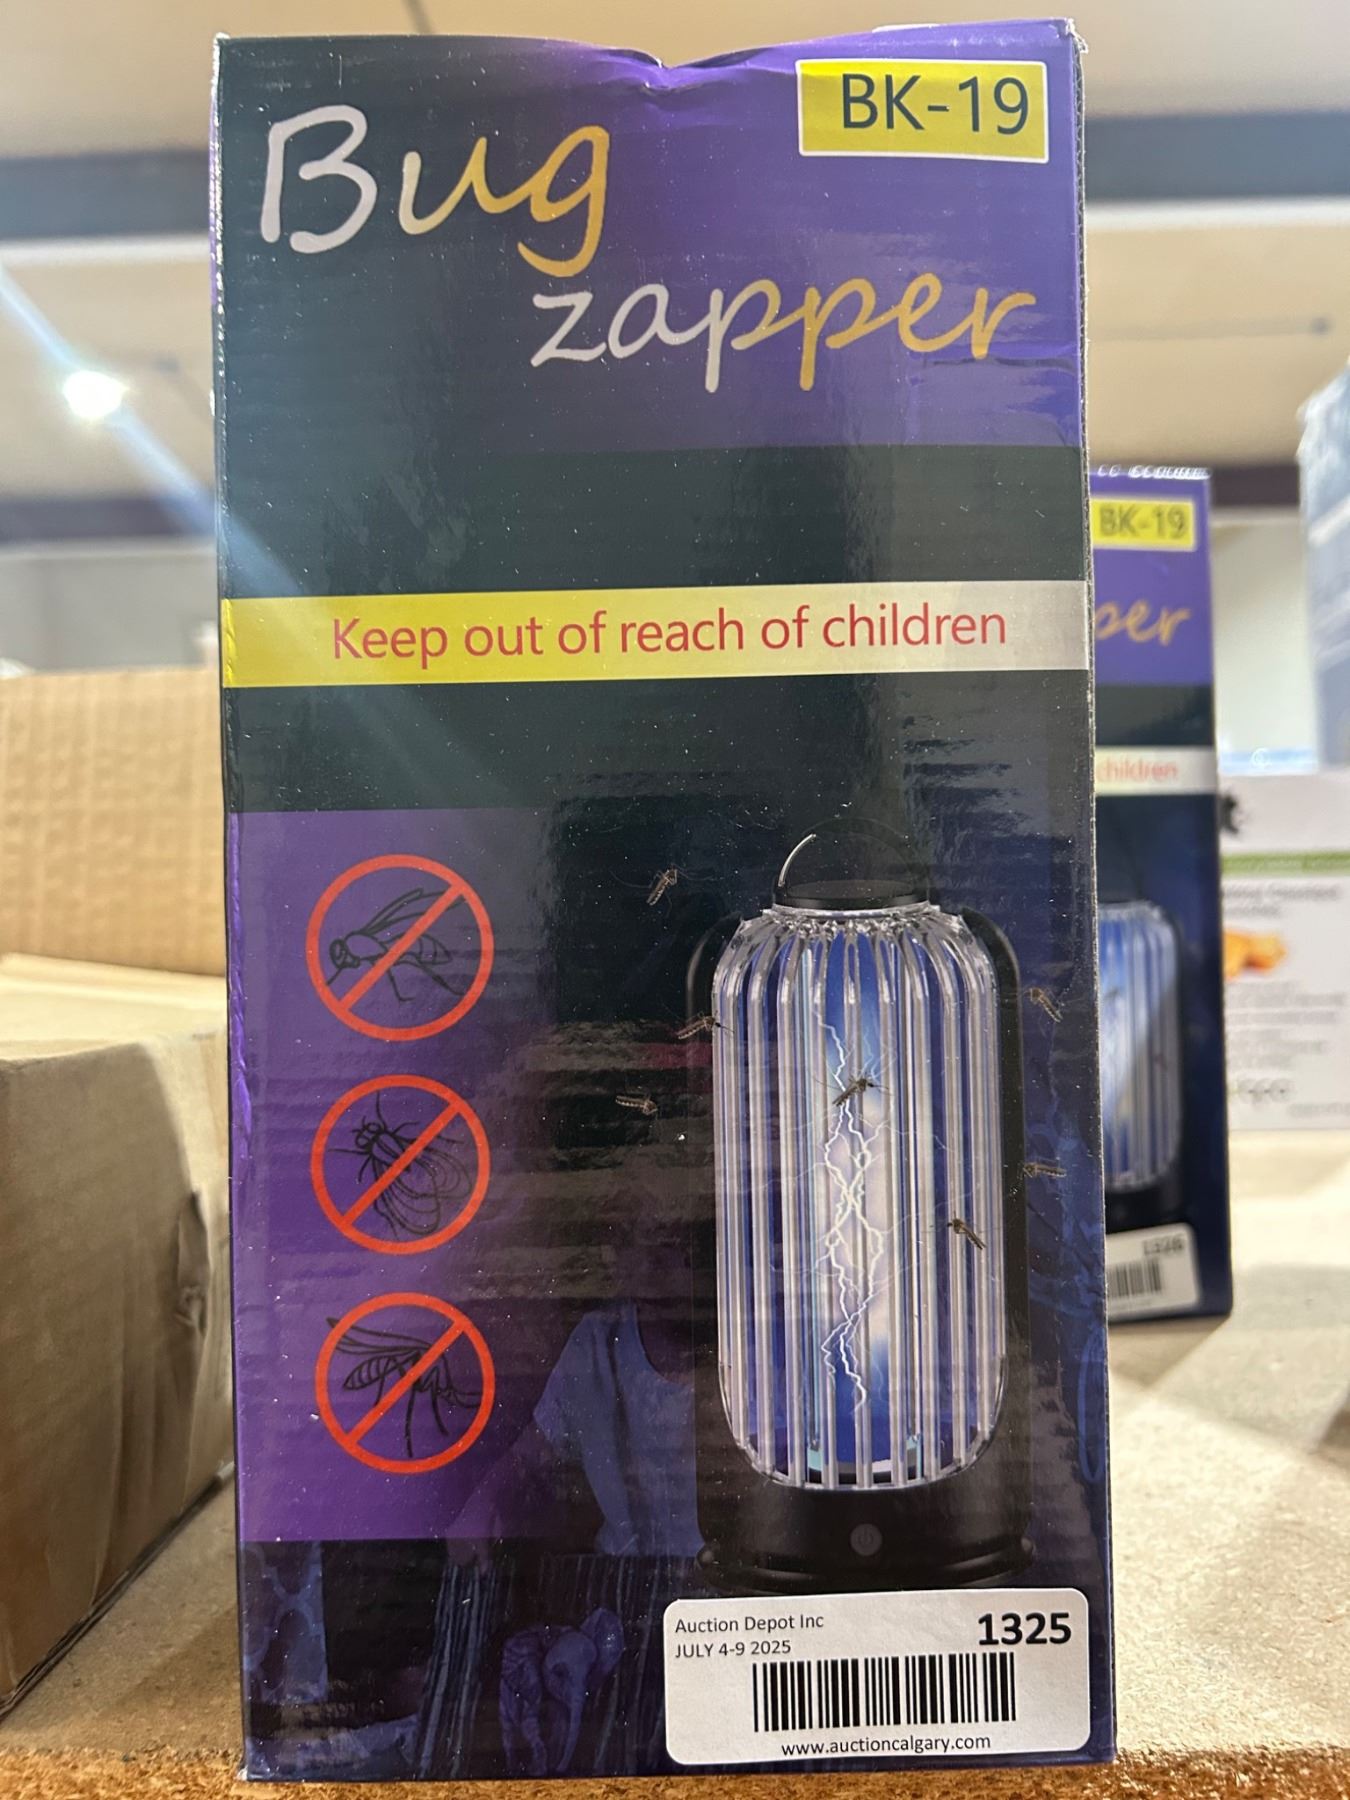 BK-19
Bug
zapper
Keep out of reach of children
BK-19
per
children
1326
Auction Depot Inc
1325
JULY 4-9 2025
www.auctioncalgary.com